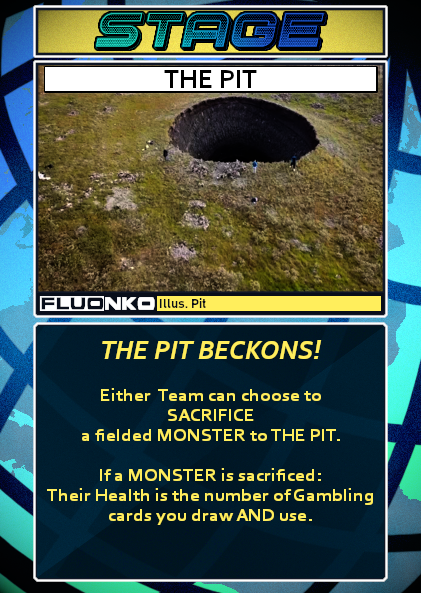 STAGE
THE PIT
FLUONKO Illus. Pit
THE PIT BECKONS!
Either Team can choose to
SACRIFICE
a fielded MONSTER to THE PIT.
If a MONSTER is sacrificed:
Their Health is the number of Gambling
cards you draw AND use.